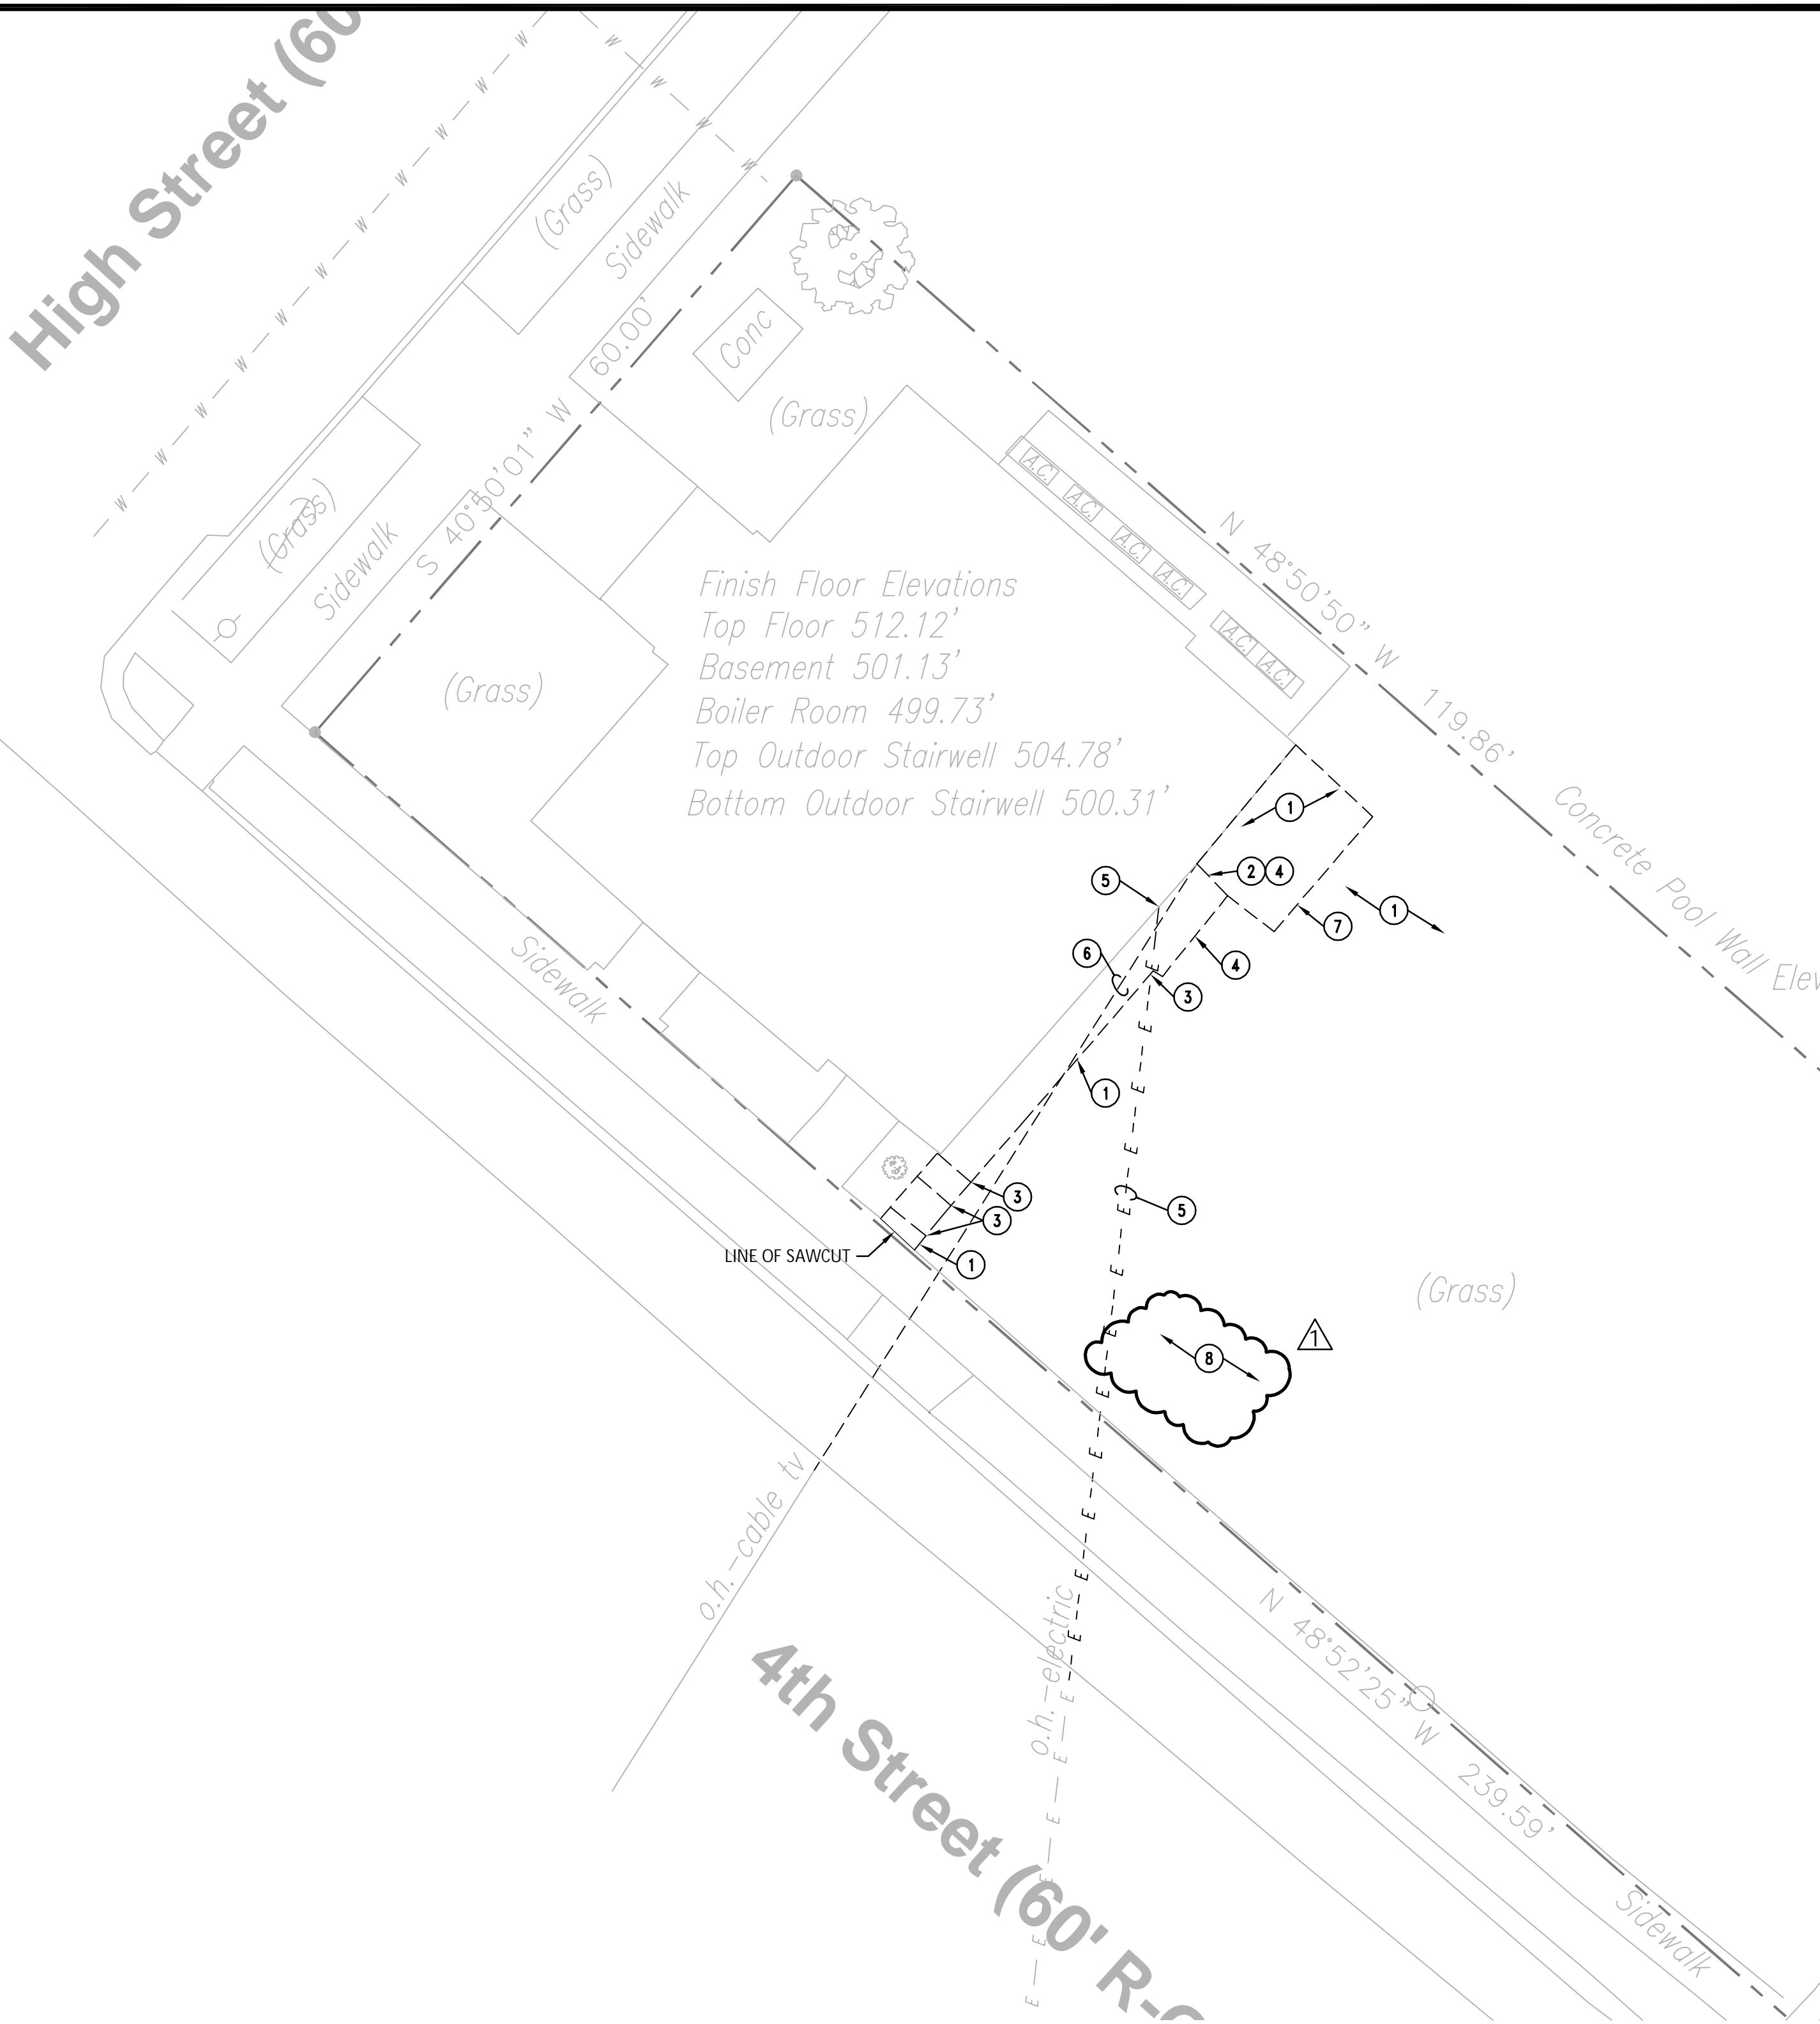 High Street (60
W W W W W W W W W W W
W W W W
(Grass)
Sidewalk
S 40°50'01" W 60.00'
Conc
(Grass)
(Grass)
Sidewalk
(Grass)
A.C. A.C. A.C. A.C.
A.C. A.C.
N 48°50'50" W 119.86'
Concrete Pool Wall Elev
Finish Floor Elevations
Top Floor 512.12'
Basement 501.13'
Boiler Room 499.73'
Top Outdoor Stairwell 504.78'
Bottom Outdoor Stairwell 500.31'
1
2 4
5
7
1
6
4
3
1
Sidewalk
3
3
5
LINE OF SAWCUT
1
(Grass)
8
1
E E E E E E E E E E E E E E E E E E
o.h.-cable tv
o.h.-electric
4th Street (60' R-O
N 48°52'25" W 239.59'
Sidewalk